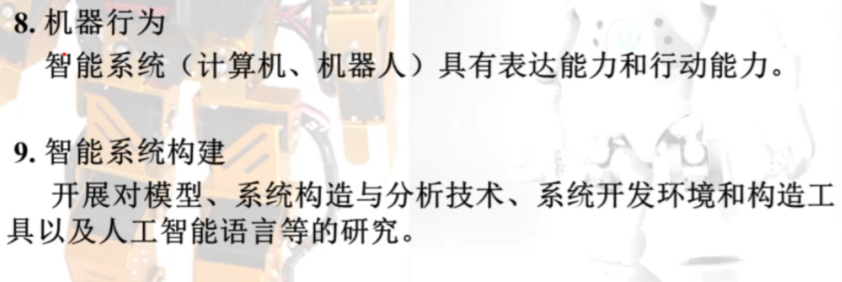 8. 机器行为
智能系统（计算机、机器人）具有表达能力和行动能力。
9. 智能系统构建
开展对模型、系统构造与分析技术、系统开发环境和构造工
具以及人工智能语言等的研究。